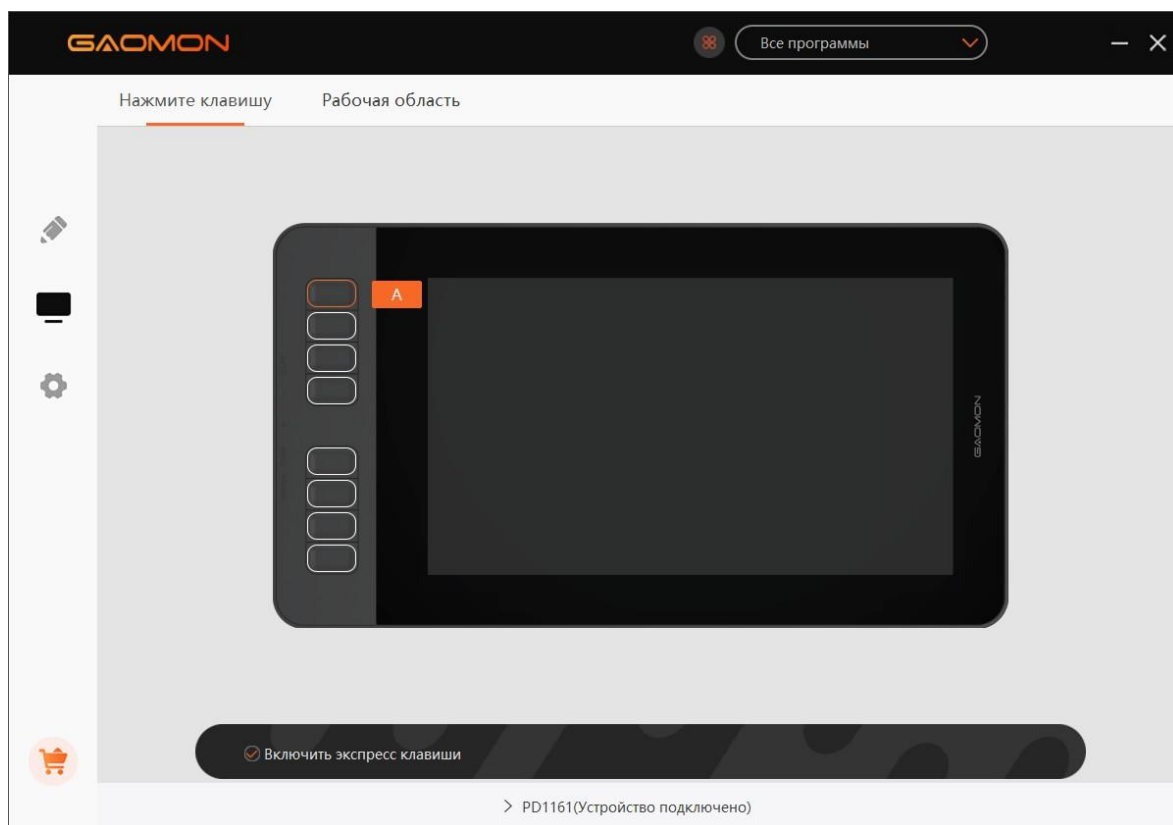 GAOMON
Все программы
Нажмите клавишу Рабочая область
A
GAOMON
Включить экспресс клавиши
PD1161(Устройство подключено)